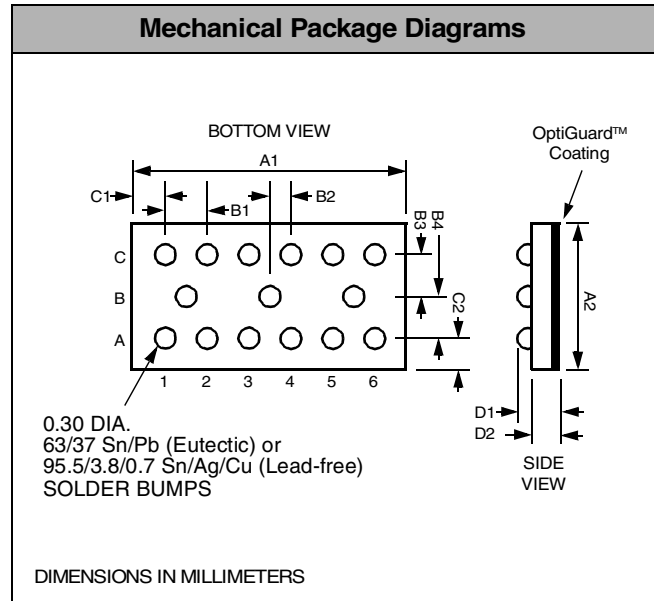 Mechanical Package Diagrams
BOTTOM VIEW
OptiGuard™
Coating
A1
C1
B1
B2
B3
B4
C
B
A
C2
A2
1 2 3 4 5 6
D1
D2
SIDE
VIEW
0.30 DIA.
63/37 Sn/Pb (Eutectic) or
95.5/3.8/0.7 Sn/Ag/Cu (Lead-free)
SOLDER BUMPS
DIMENSIONS IN MILLIMETERS